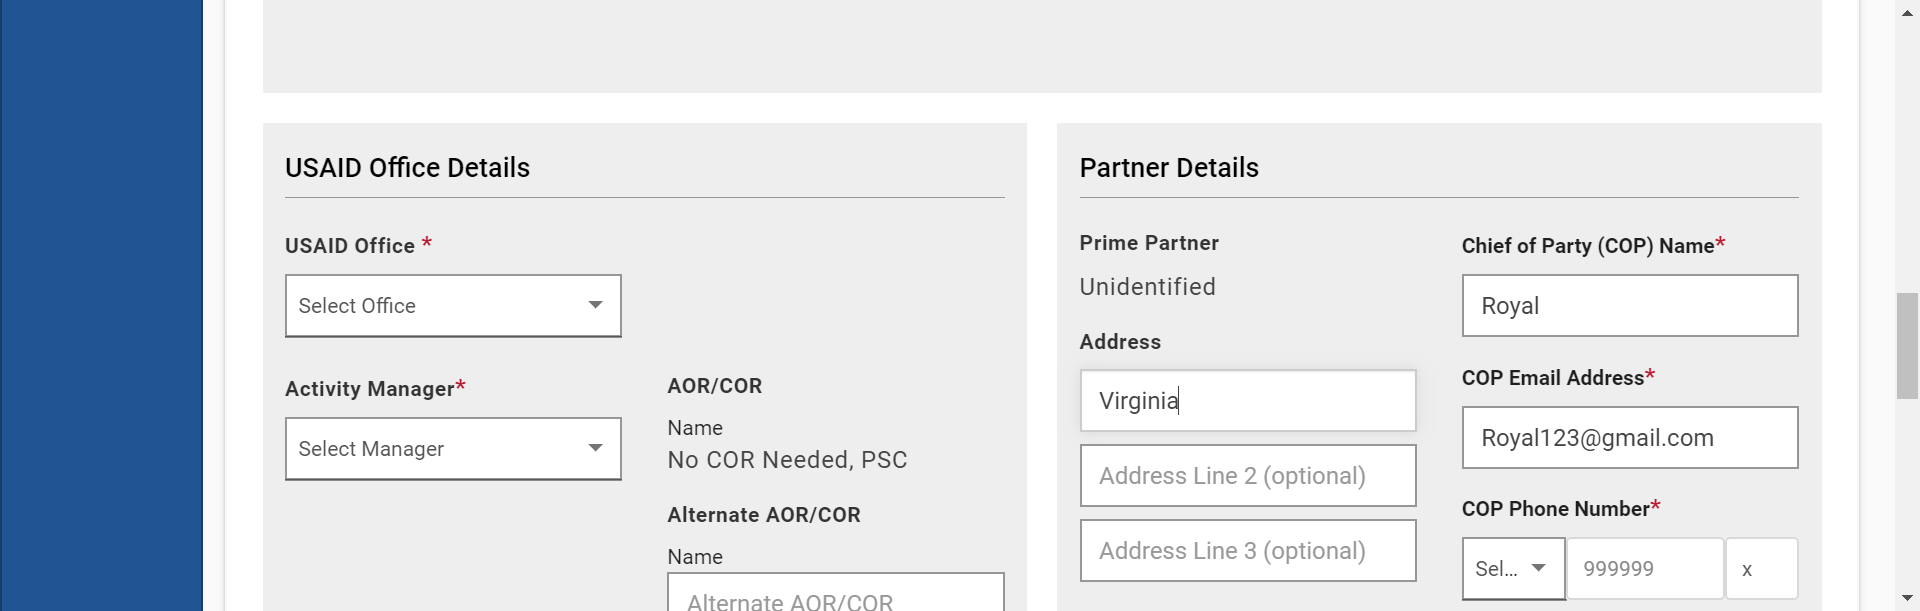 USAID Office Details
USAID Office *
Select Office
Activity Manager*
Select Manager
AOR/COR
Name
No COR Needed, PSC
Alternate AOR/COR
Name
Alternate AOR/COR
Partner Details
Prime Partner
Unidentified
Address
Virginia
Address Line 2 (optional)
Address Line 3 (optional)
Chief of Party (COP) Name*
Royal
COP Email Address*
Royal123@gmail.com
COP Phone Number*
Sel... 999999 x